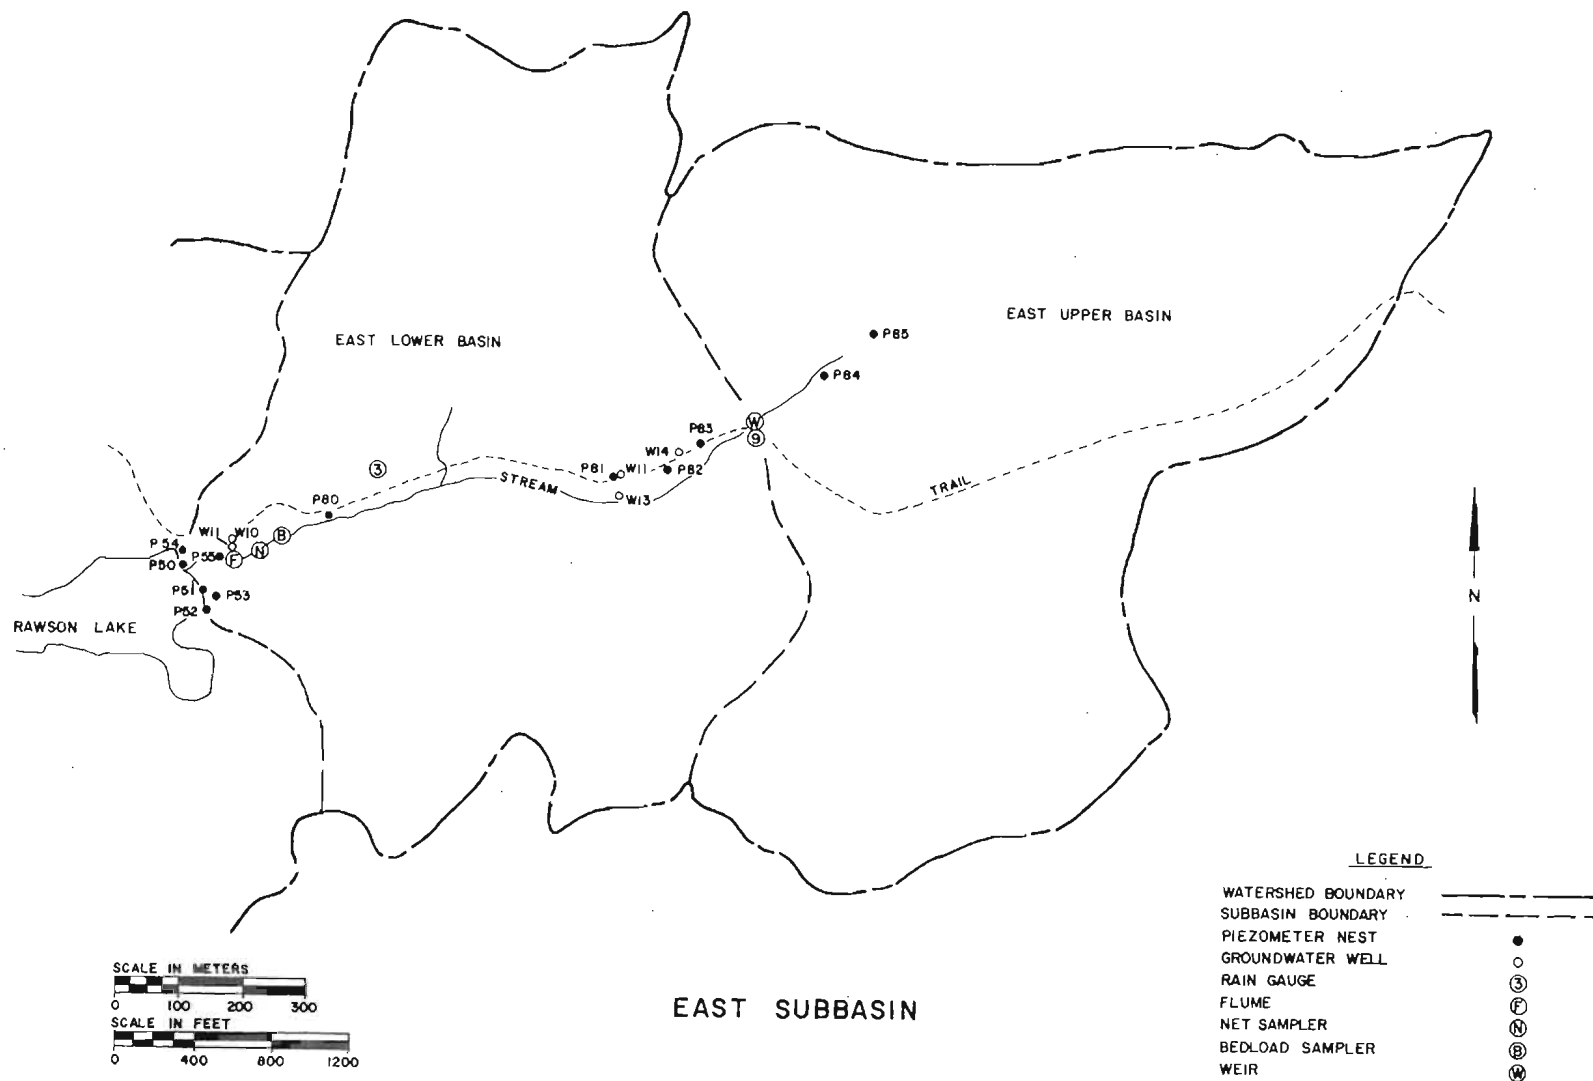 EAST UPPER BASIN
EAST LOWER BASIN
P85
P84
W
9
P83
W14
P82
P81
W11
W13
STREAM
TRAIL
3
P80
W11
W10
B
N
F
P54
P55
P50
P51
P53
P52
RAWSON LAKE
N
LEGEND
WATERSHED BOUNDARY
SUBBASIN BOUNDARY
PIEZOMETER NEST
GROUNDWATER WELL
RAIN GAUGE 3
FLUME F
NET SAMPLER N
BEDLOAD SAMPLER B
WEIR W
SCALE IN METERS
0 100 200 300
SCALE IN FEET
0 400 800 1200
EAST SUBBASIN